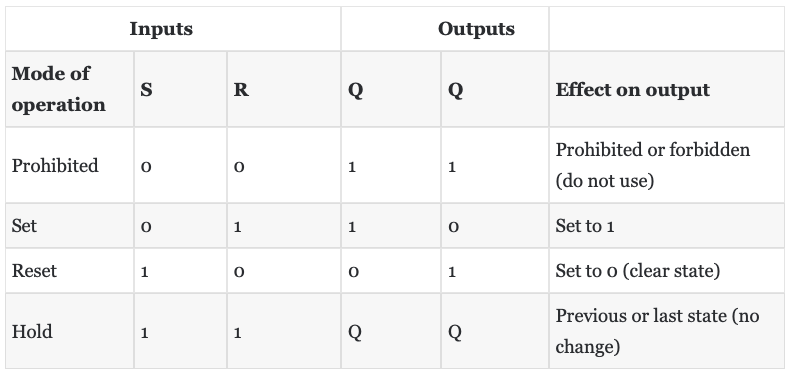 Inputs Outputs
Mode of
operation S R Q Q Effect on output
Prohibited 0 0 1 1 Prohibited or forbidden
(do not use)
Set 0 1 1 0 Set to 1
Reset 1 0 0 1 Set to 0 (clear state)
Hold 1 1 Q Q Previous or last state (no
change)